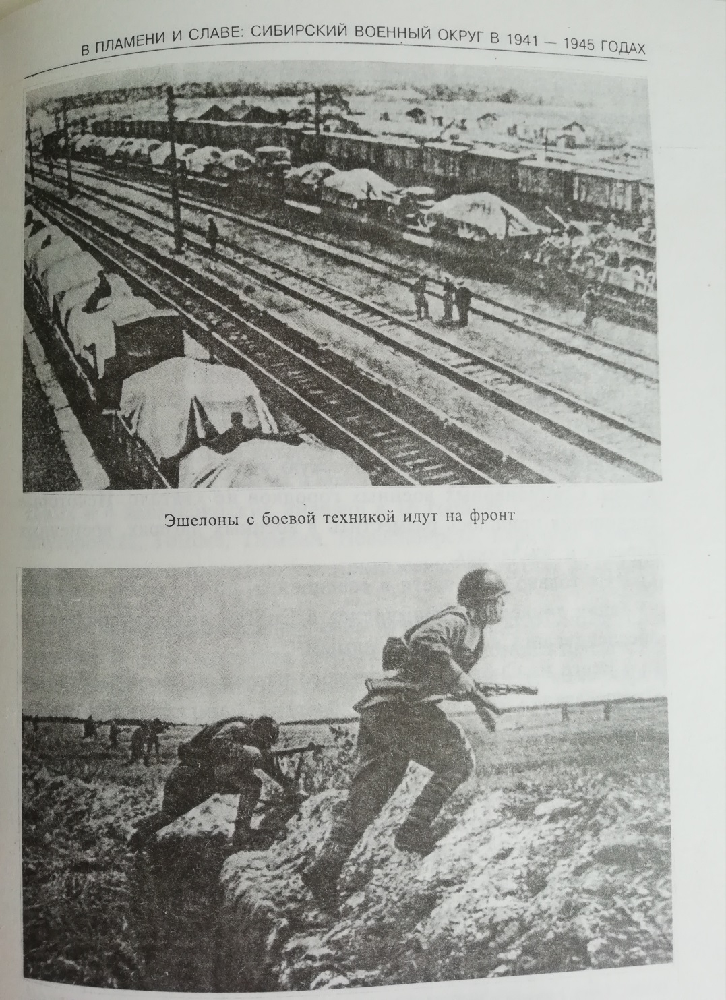 В ПЛАМЕНИ И СЛАВЕ: СИБИРСКИЙ ВОЕННЫЙ ОКРУГ В 1941 — 1945 ГОДАХ
Эшелоны с боевой техникой идут на фронт